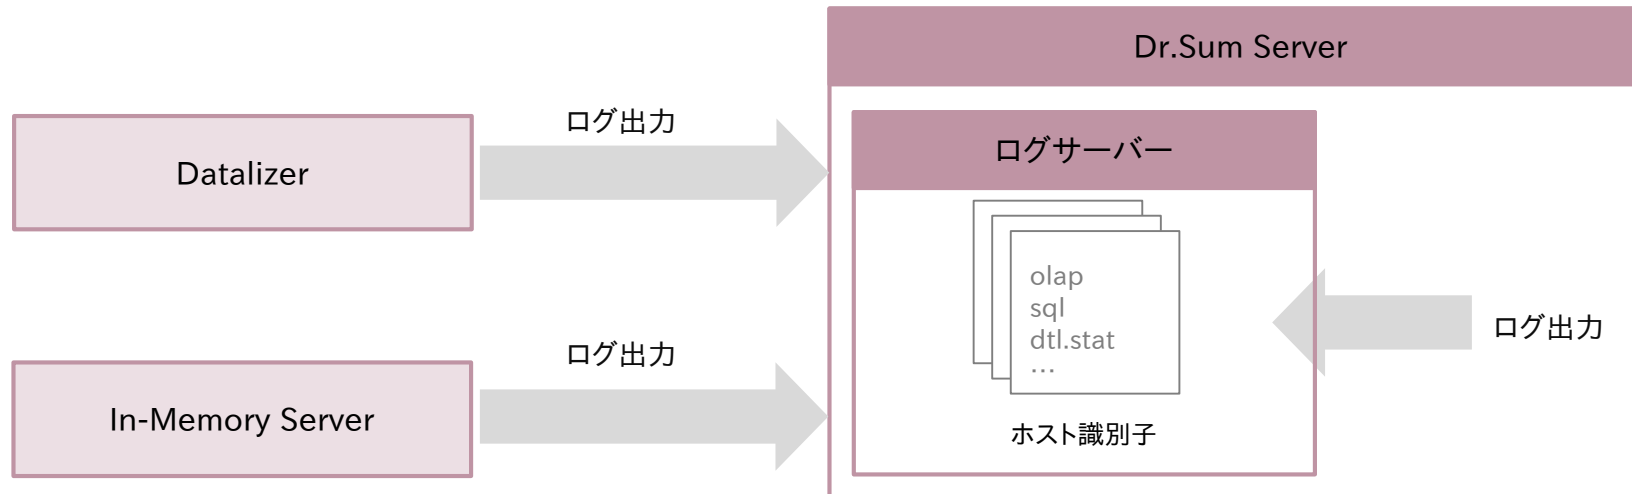 Dr.Sum Server
ログ出力
Datalizer
ログサーバー
olap
sql
dtl.stat
…
ログ出力
ログ出力
In-Memory Server
ホスト識別子